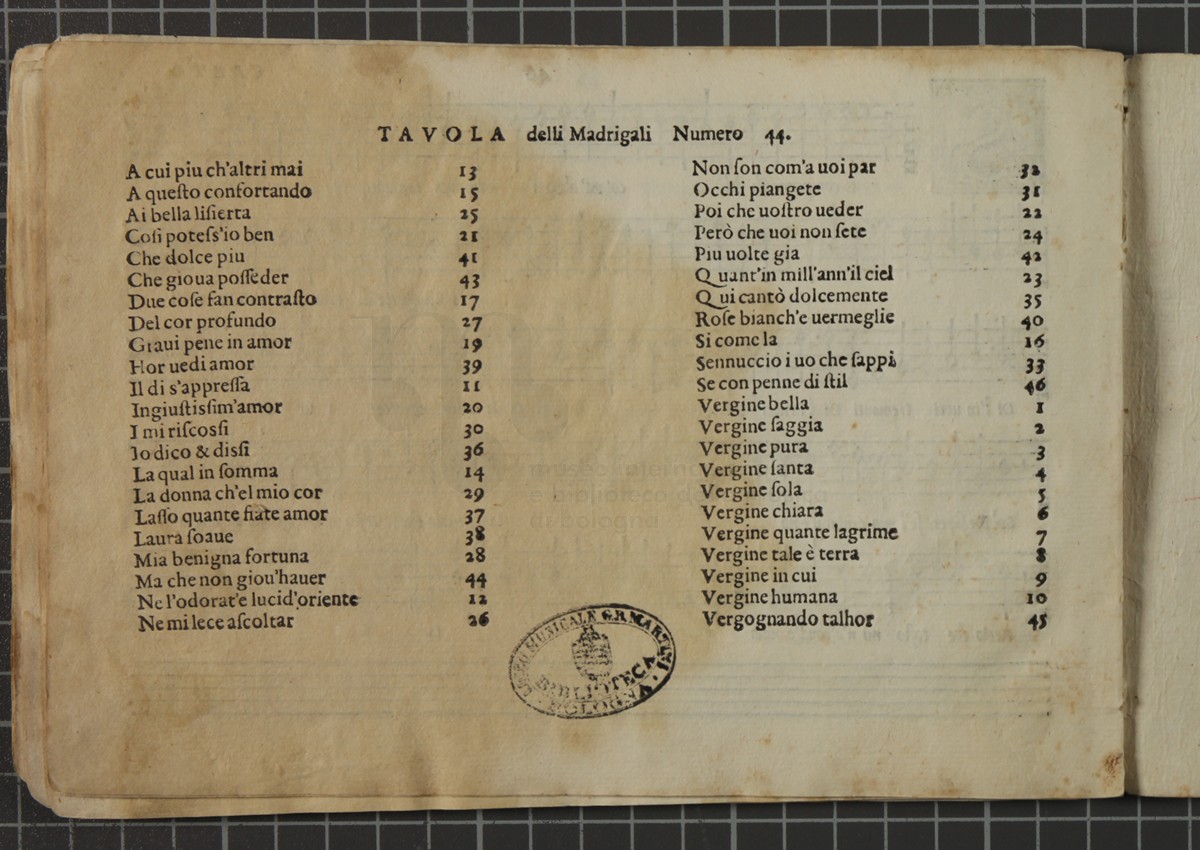 TAVOLA delli Madrigali Numero 44.
A cui piu ch'altri mai 13
A queſto confortando 15
Ai bella liſierta 25
Coſi poteſs'io ben 21
Che dolce piu 41
Che gioua poſſeder 43
Due coſe fan contraſto 17
Del cor profundo 27
Graui pene in amor 19
Hor uedi amor 39
Il di s'appreſſa 11
Ingiuſtiſſim'amor 20
I mi riſcoſſi 30
Io dico & diſſi 36
La qual in ſomma 14
La donna ch'el mio cor 29
Laſſo quante fiate amor 37
Laura ſoaue 38
Mia benigna fortuna 28
Ma che non giou'hauer 44
Ne l'odorat'e lucid'oriente 12
Ne mi lece aſcoltar 26
Non ſon com'a uoi par 32
Occhi piangete 31
Poi che uoſtro ueder 22
Però che uoi non ſete 24
Piu uolte gia 42
Quant'in mill'ann'il ciel 23
Qui cantò dolcemente 35
Roſe bianch'e uermeglie 40
Si come la 16
Sennuccio i uo che ſappi 33
Se con penne di ſtil 46
Vergine bella 1
Vergine ſaggia 2
Vergine pura 3
Vergine ſanta 4
Vergine ſola 5
Vergine chiara 6
Vergine quante lagrime 7
Vergine tale è terra 8
Vergine in cui 9
Vergine humana 10
Vergognando talhor 45
museo interna
e biblioteca
di bologna
MUSICALE G.B. MARTINI
BIBLIOTECA
BOLOGNA